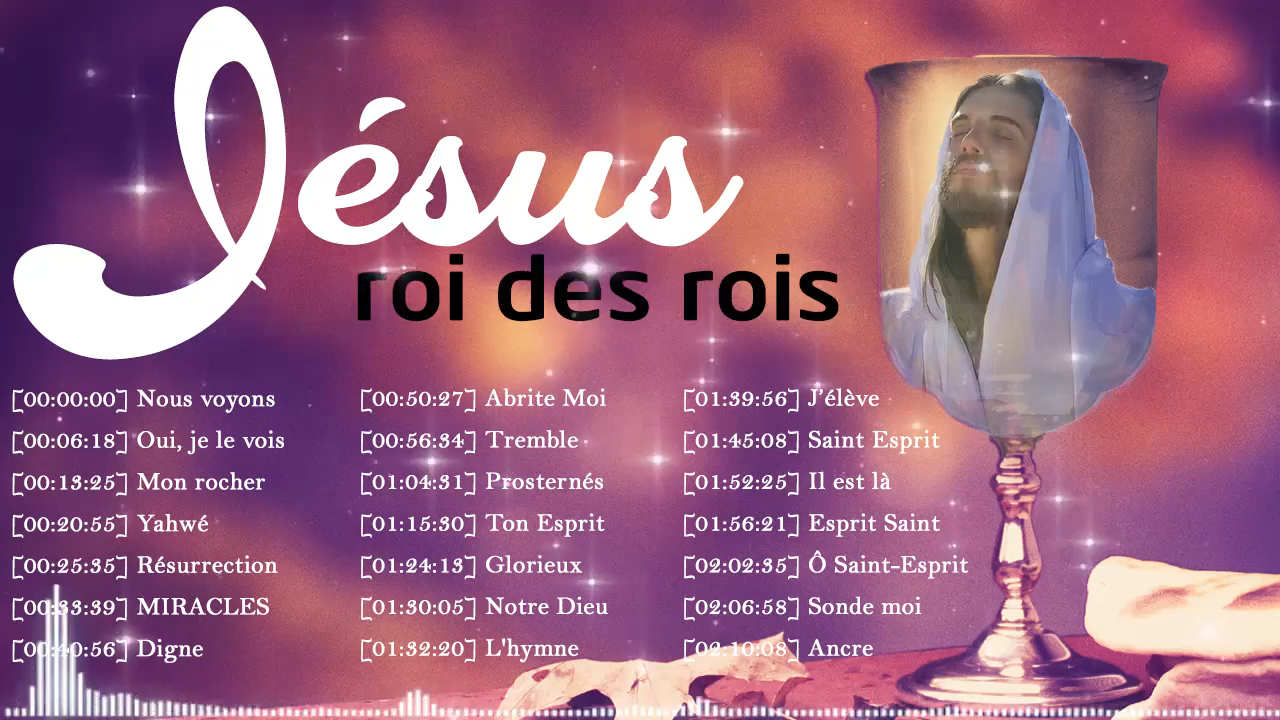 Jésus
roi des rois
[00:00:00] Nous voyons
[00:06:18] Oui, je le vois
[00:13:25] Mon rocher
[00:20:55] Yahwé
[00:25:35] Résurrection
[00:33:39] MIRACLES
[00:40:56] Digne
[00:50:27] Abrite Moi
[00:56:34] Tremble
[01:04:31] Prosternés
[01:15:30] Ton Esprit
[01:24:13] Glorieux
[01:30:05] Notre Dieu
[01:32:20] L'hymne
[01:39:56] J'élève
[01:45:08] Saint Esprit
[01:52:25] Il est là
[01:56:21] Esprit Saint
[02:02:35] Ô Saint-Esprit
[02:06:58] Sonde moi
[02:10:08] Ancre